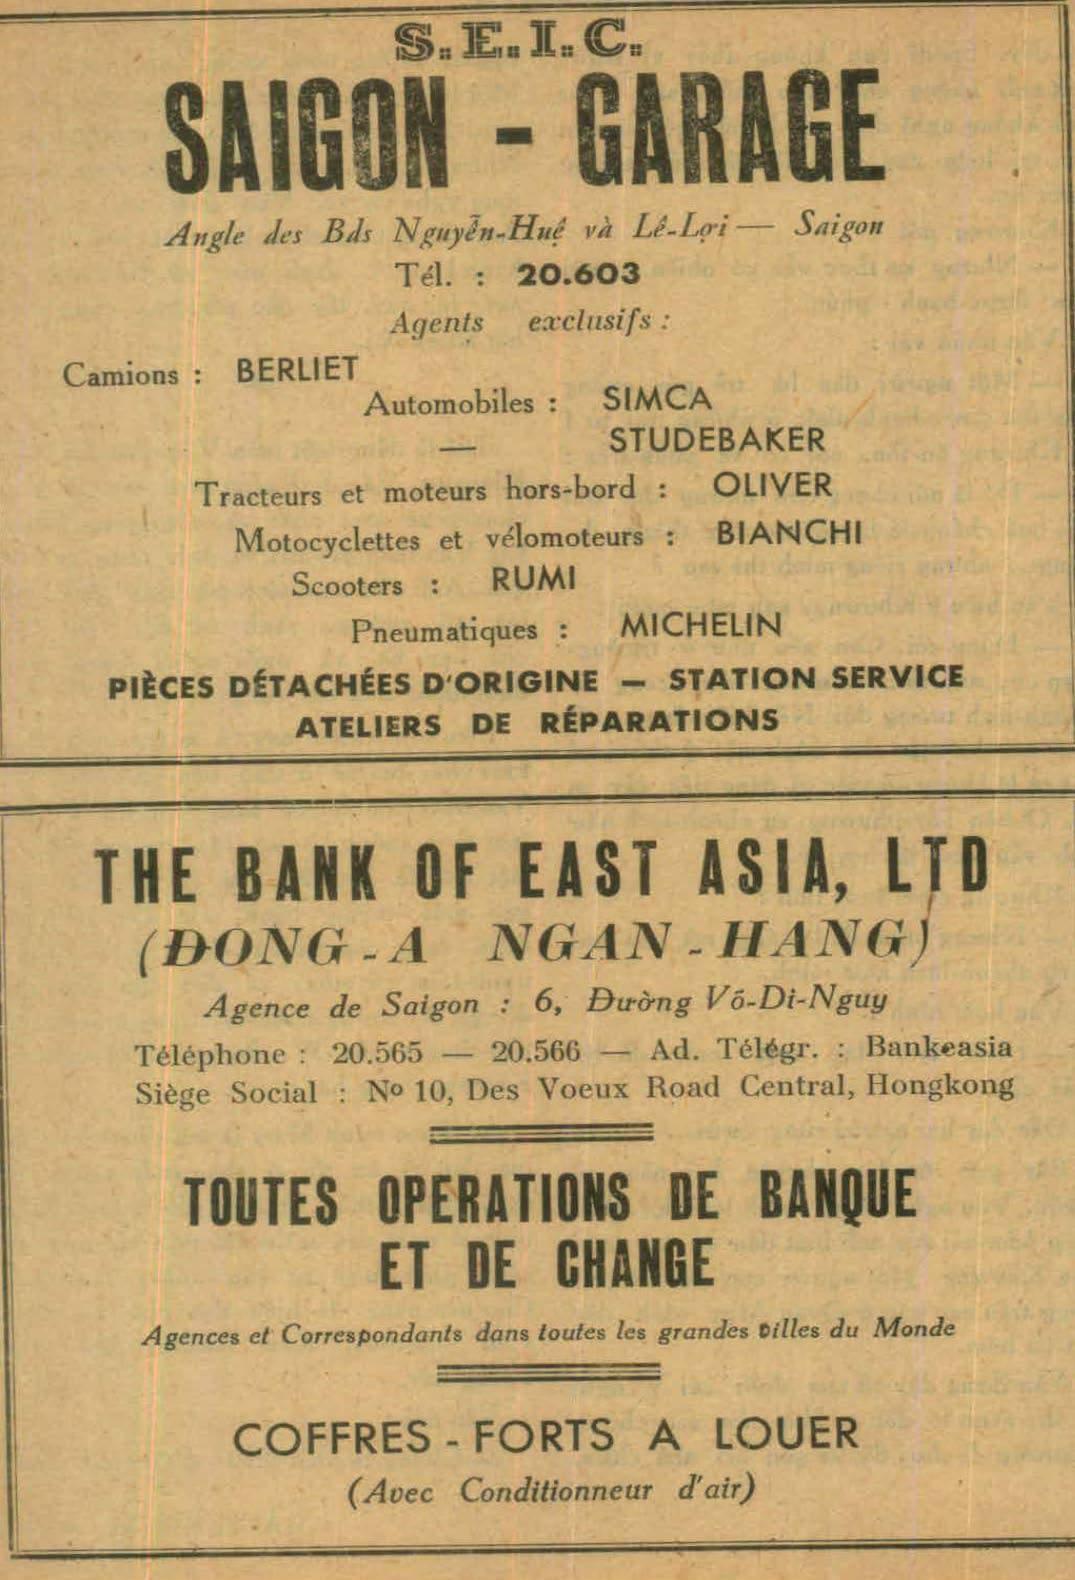 S.E.I.C.
SAIGON - GARAGE
Angle des Bds Nguyễn-Huệ và Lê-Lợi — Saigon
Tél. : 20.603
Agents exclusifs :
Camions : BERLIET
Automobiles : SIMCA
— STUDEBAKER
Tracteurs et moteurs hors-bord : OLIVER
Motocyclettes et vélomoteurs : BIANCHI
Scooters : RUMI
Pneumatiques : MICHELIN
PIÈCES DÉTACHÉES D'ORIGINE — STATION SERVICE
ATELIERS DE RÉPARATIONS
THE BANK OF EAST ASIA, LTD
(ĐONG-A NGAN-HANG)
Agence de Saigon : 6, Đường Võ-Di-Nguy
Téléphone : 20.565 — 20.566 — Ad. Télégr. : Bankeasia
Siège Social : Nº 10, Des Voeux Road Central, Hongkong
TOUTES OPERATIONS DE BANQUE
ET DE CHANGE
Agences et Correspondants dans toutes les grandes villes du Monde
COFFRES - FORTS A LOUER
(Avec Conditionneur d'air)